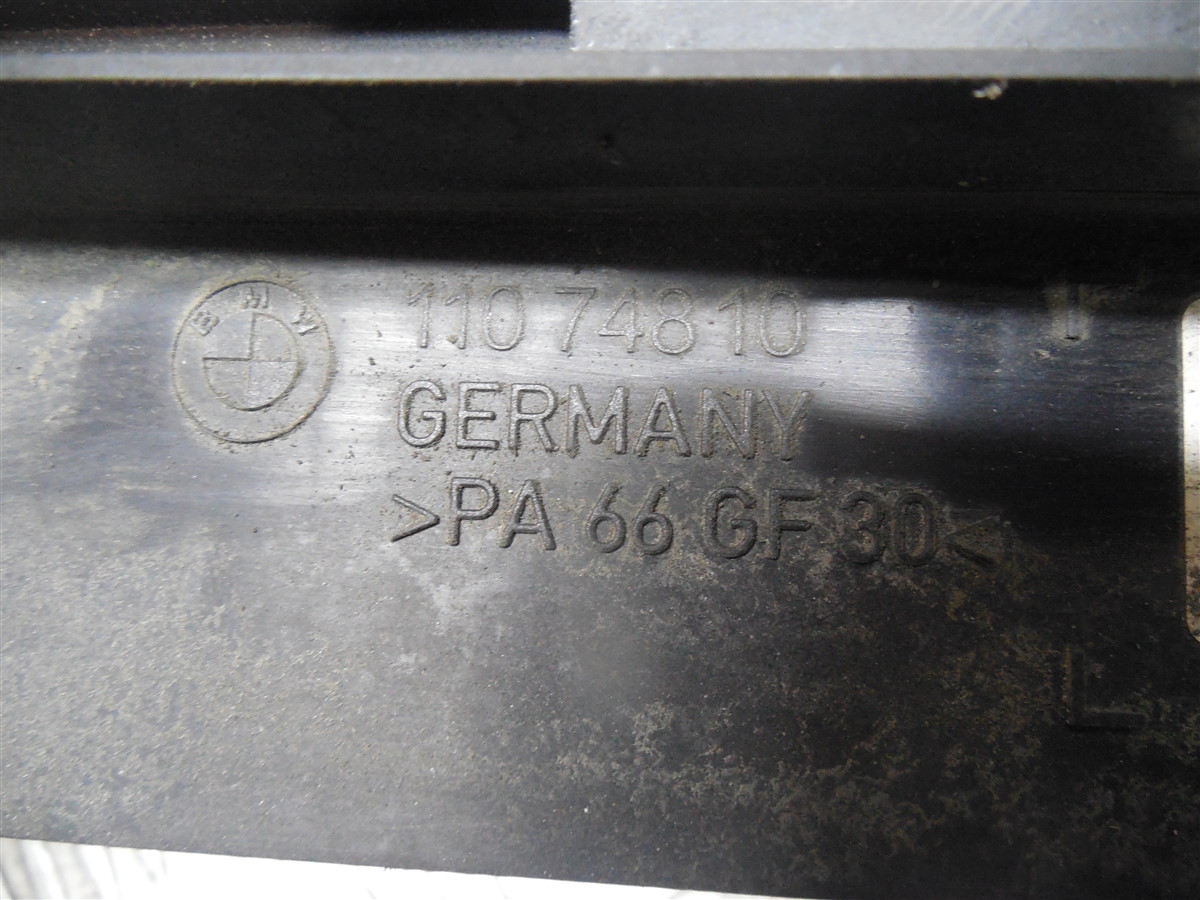 BMW
1.10 748 10
GERMANY
>PA 66 GF 30<
L